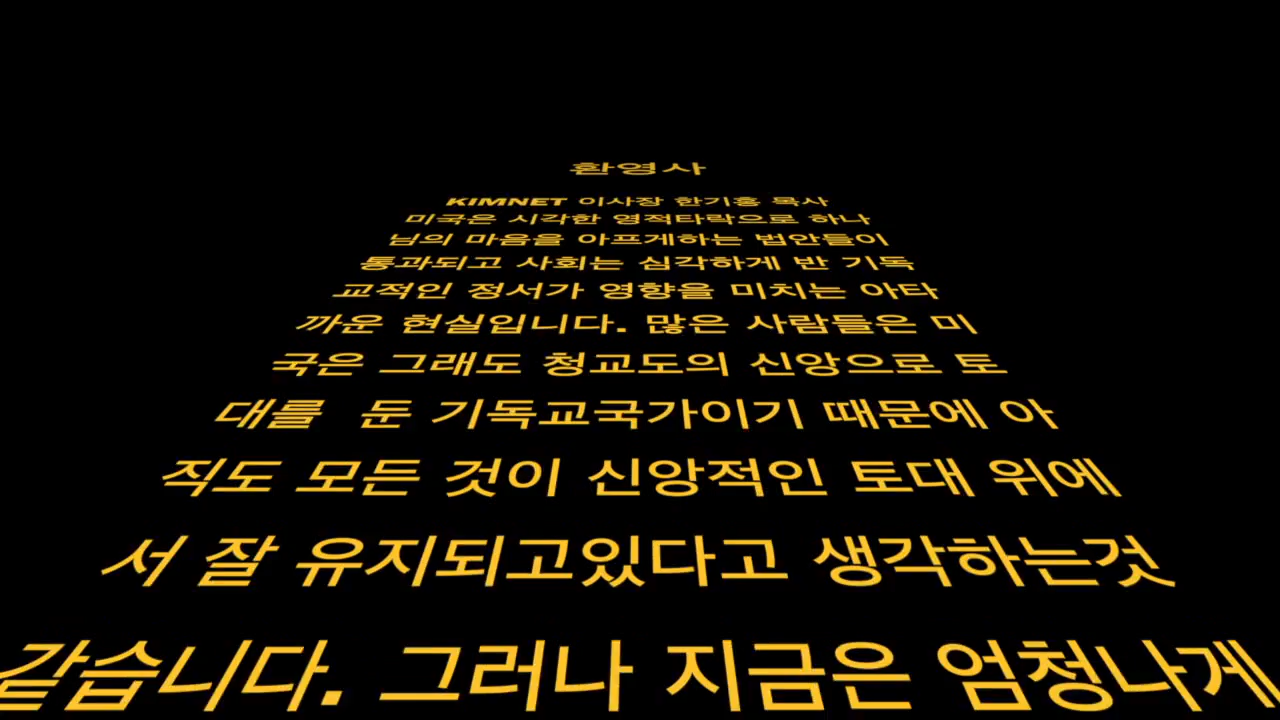 환영사
KIMNET 이사장 한기홍 목사
미국은 시각한 영적타락으로 하나
님의 마음을 아프게하는 법안들이
통과되고 사회는 심각하게 반 기독
교적인 정서가 영향을 미치는 아타
까운 현실입니다. 많은 사람들은 미
국은 그래도 청교도의 신앙으로 토
대를 둔 기독교국가이기 때문에 아
직도 모든 것이 신앙적인 토대 위에
서 잘 유지되고있다고 생각하는것
같습니다. 그러나 지금은 엄청나게